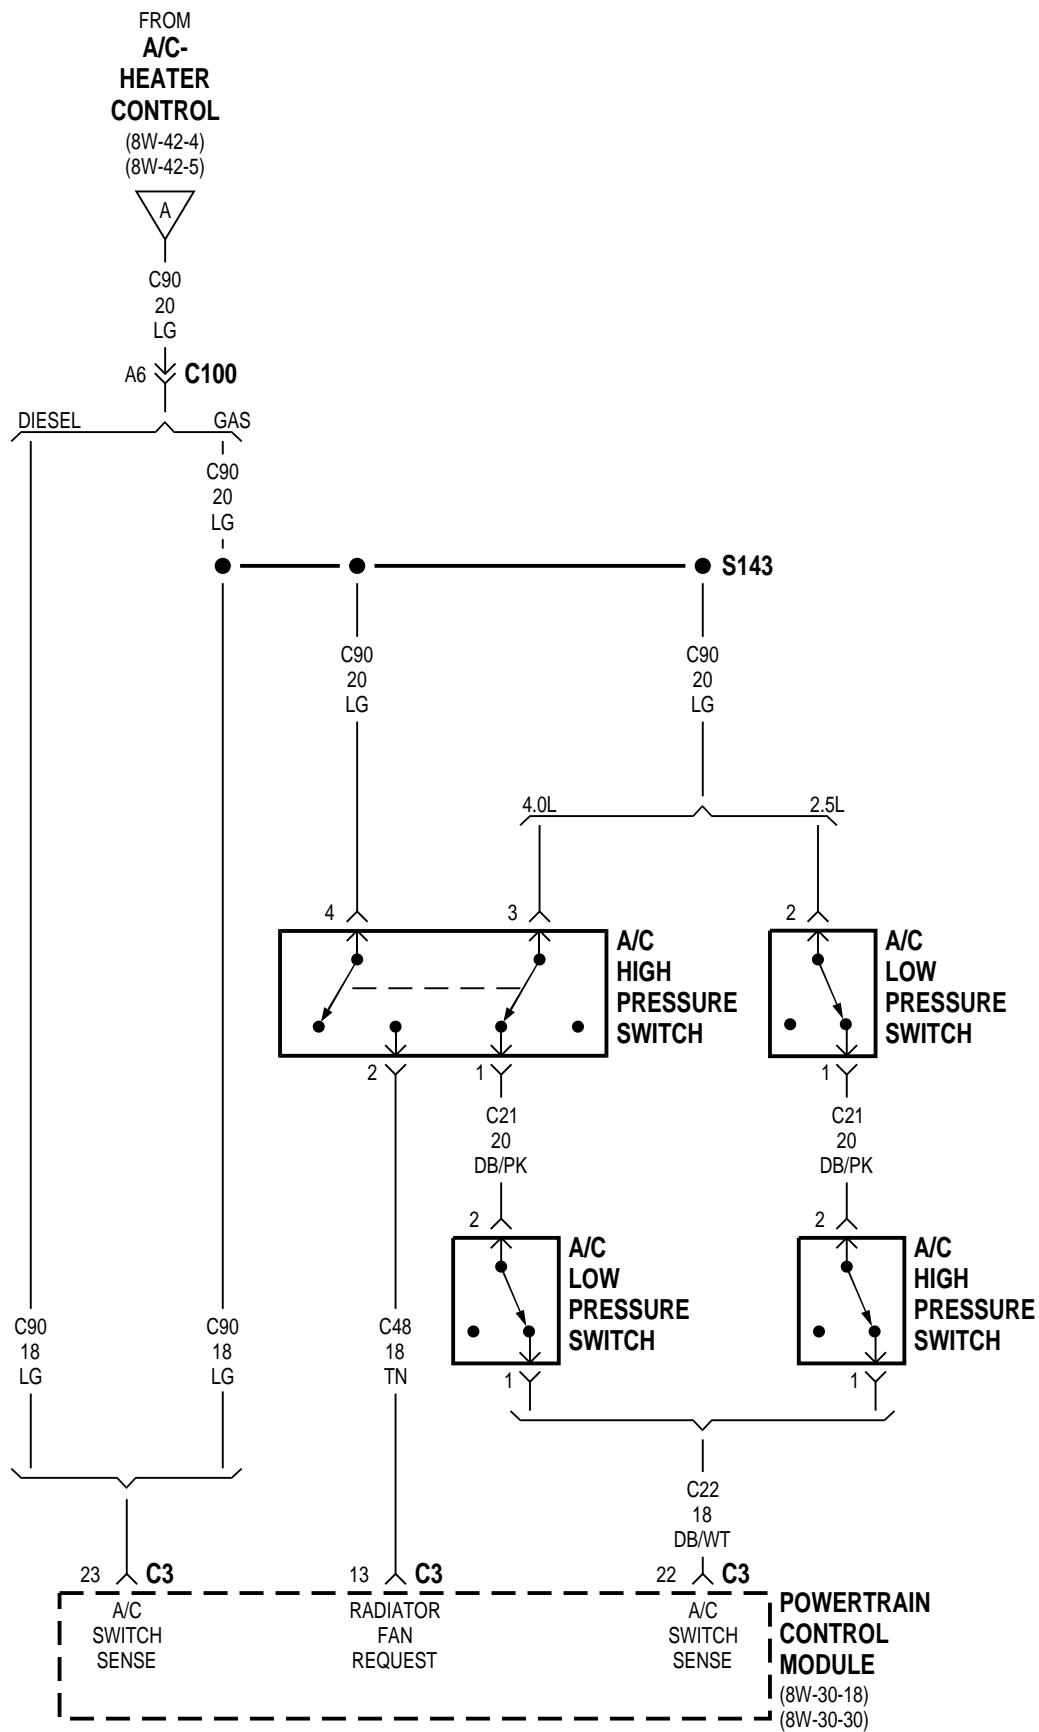 FROM
A/C-
HEATER
CONTROL
(8W-42-4)
(8W-42-5)
A
C90
20
LG
A6 C100
DIESEL GAS
C90
20
LG
S143
C90 C90
20 20
LG LG
4.0L 2.5L
4 3 2
A/C
HIGH
PRESSURE
SWITCH
A/C
LOW
PRESSURE
SWITCH
2 1 1
C21 C21
20 20
DB/PK DB/PK
2 2
A/C
LOW
PRESSURE
SWITCH
A/C
HIGH
PRESSURE
SWITCH
C90 C90 C48
18 18 18
LG LG TN
1 1
C22
18
DB/WT
23 C3 13 C3 22 C3
A/C
SWITCH
SENSE
RADIATOR
FAN
REQUEST
A/C
SWITCH
SENSE
POWERTRAIN
CONTROL
MODULE
(8W-30-18)
(8W-30-30)